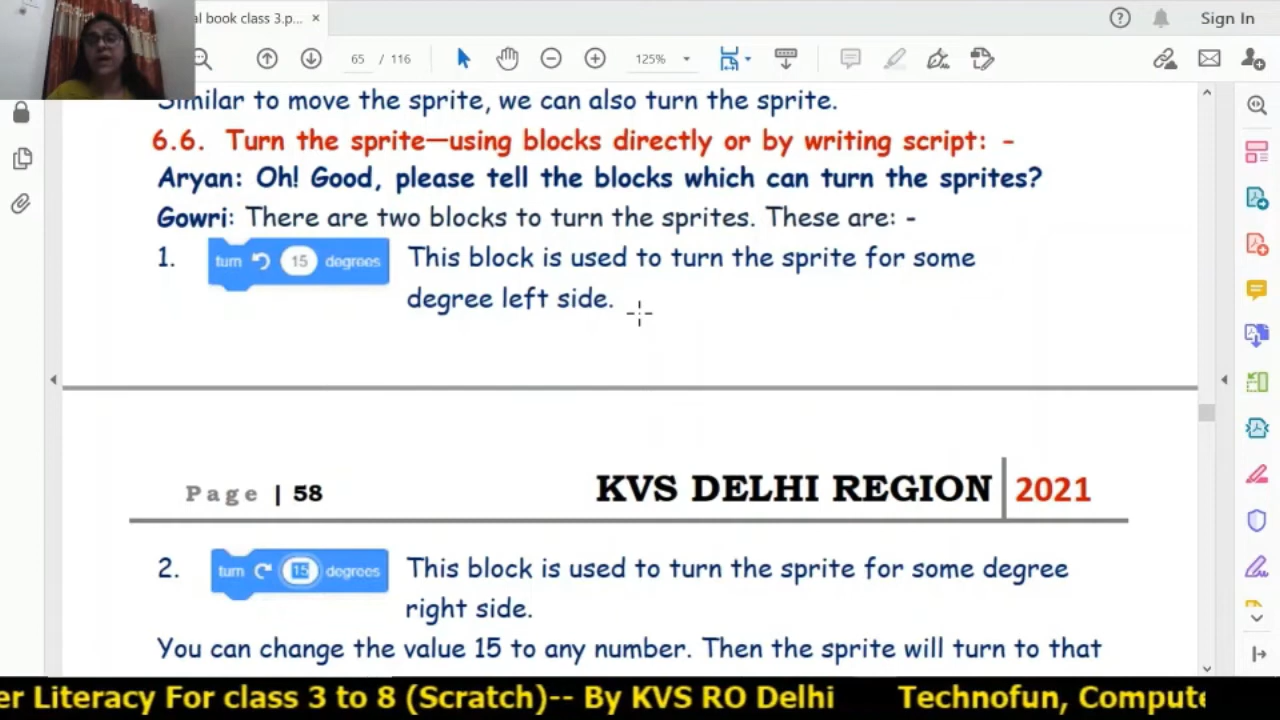 al book class 3.p... ×
Sign In
65 / 116
125%
Similar to move the sprite, we can also turn the sprite.
6.6. Turn the sprite—using blocks directly or by writing script: -
Aryan: Oh! Good, please tell the blocks which can turn the sprites?
Gowri: There are two blocks to turn the sprites. These are: -
1. turn 15 degrees This block is used to turn the sprite for some
degree left side.
Page | 58 KVS DELHI REGION 2021
2. turn 15 degrees This block is used to turn the sprite for some degree
right side.
You can change the value 15 to any number. Then the sprite will turn to that
er Literacy For class 3 to 8 (Scratch)-- By KVS RO Delhi Technofun, Compute